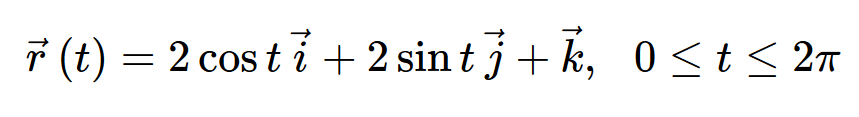 r⃗ (t) = 2 cos t i⃗ + 2 sin t j⃗ + k⃗,  0 ≤ t ≤ 2π